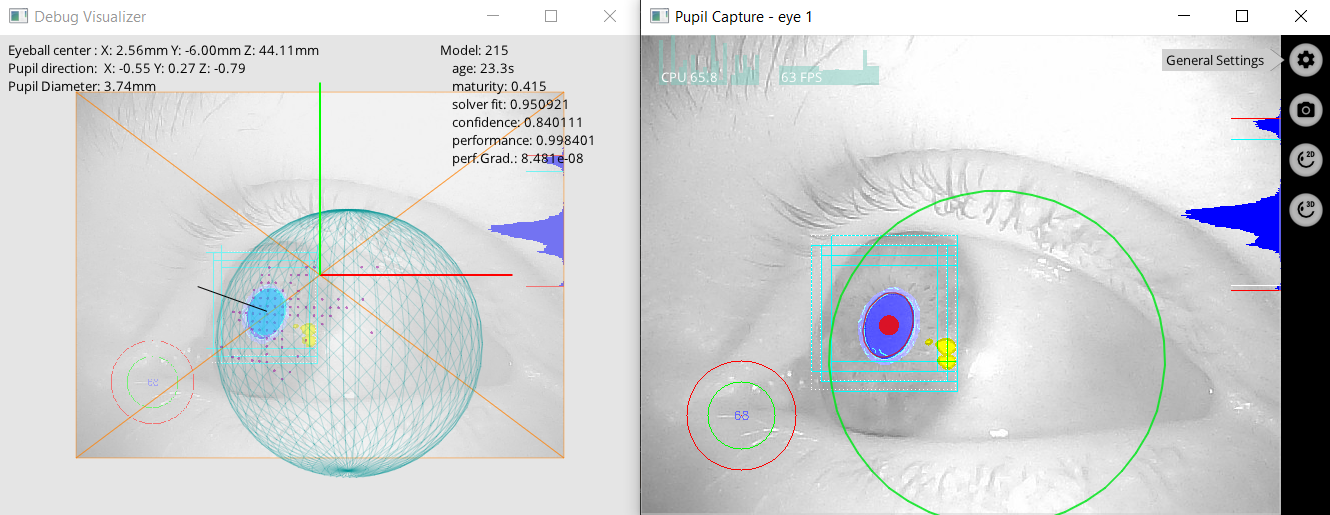 Debug Visualizer
Eyeball center : X: 2.56mm Y: -6.00mm Z: 44.11mm
Pupil direction: X: -0.55 Y: 0.27 Z: -0.79
Pupil Diameter: 3.74mm
Model: 215
age: 23.3s
maturity: 0.415
solver fit: 0.950921
confidence: 0.840111
performance: 0.998401
perf.Grad.: 8.481e-08
68
Pupil Capture - eye 1
CPU 65.8
63 FPS
General Settings
2D
3D
68